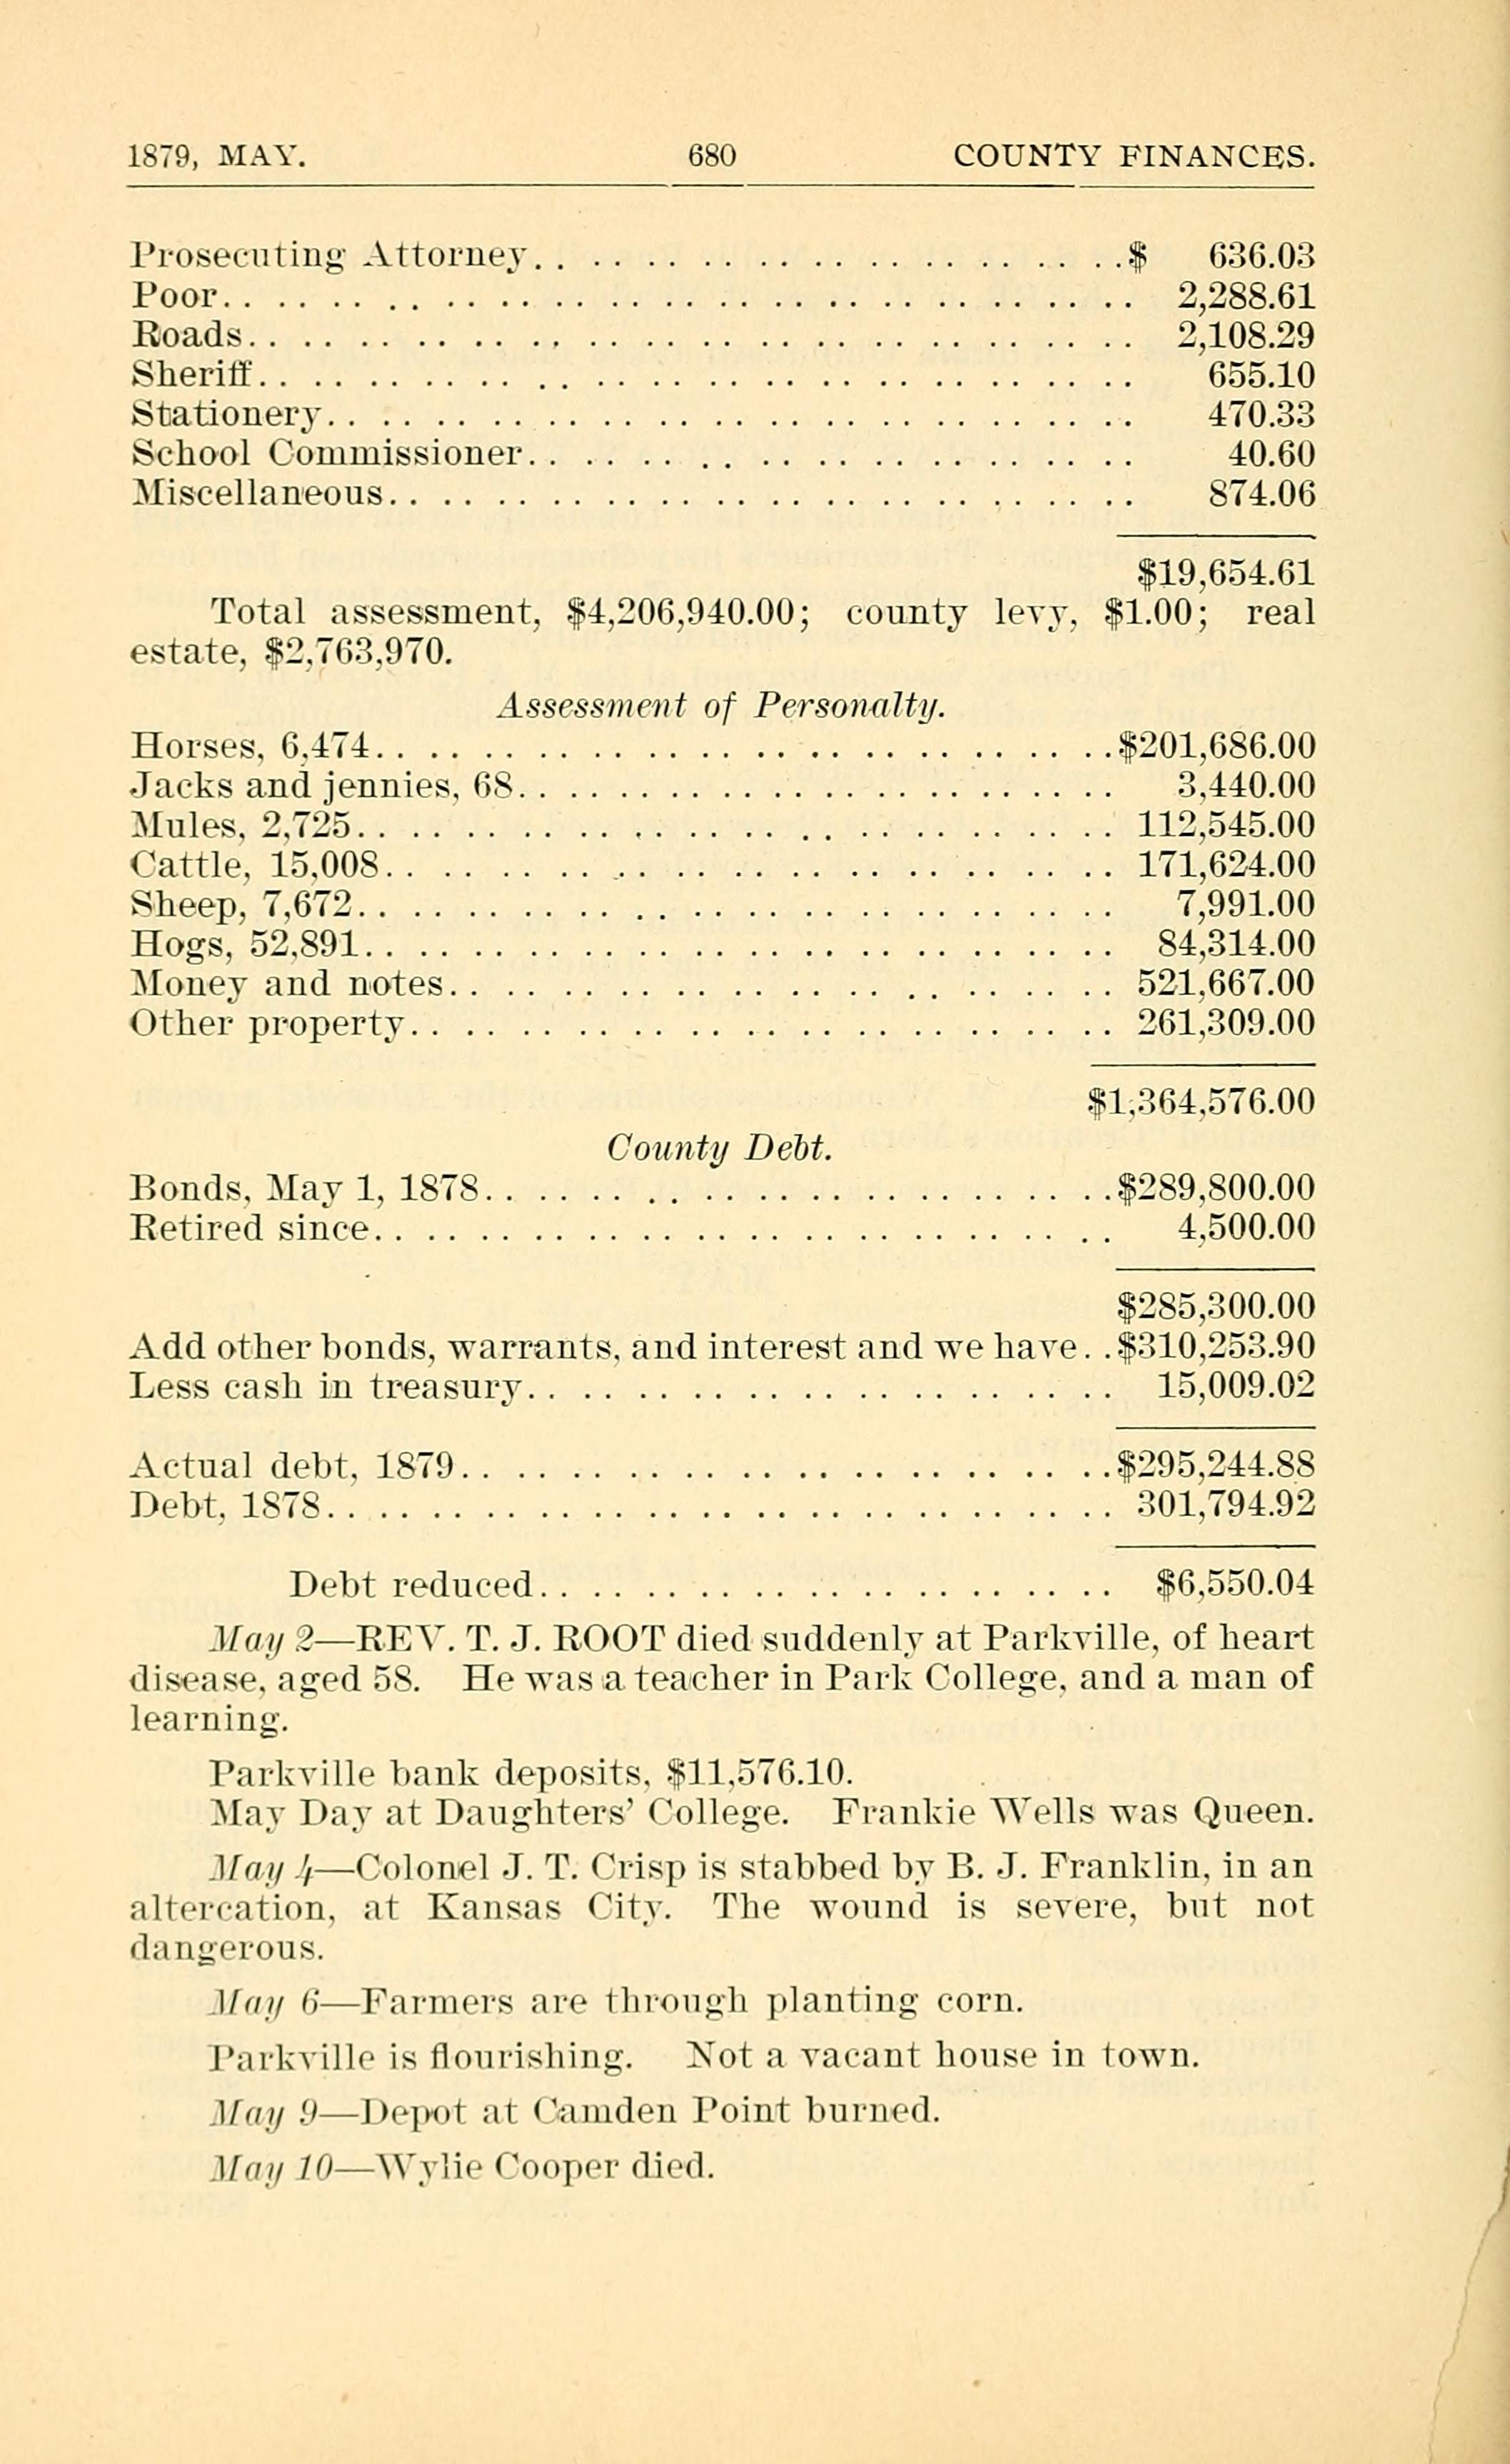 1879, MAY. 680 COUNTY FINANCES.
Prosecuting Attorney. . . . . . . . . . . . . . . . . . . . . . .$ 636.03
Poor. . . . . . . . . . . . . . . . . . . . . . . . . . . . . . . . . . 2,288.61
Roads. . . . . . . . . . . . . . . . . . . . . . . . . . . . . . . . . 2,108.29
Sheriff. . . . . . . . . . . . . . . . . . . . . . . . . . . . . . . . 655.10
Stationery. . . . . . . . . . . . . . . . . . . . . . . . . . . . . . 470.33
School Commissioner. . . . . . . . . . . . . . . . . . . . . . . 40.60
Miscellaneous. . . . . . . . . . . . . . . . . . . . . . . . . . . . 874.06
$19,654.61
Total assessment, $4,206,940.00; county levy, $1.00; real
estate, $2,763,970.
Assessment of Personalty.
Horses, 6,474. . . . . . . . . . . . . . . . . . . . . . . . . . . .$201,686.00
Jacks and jennies, 68. . . . . . . . . . . . . . . . . . . . . . . 3,440.00
Mules, 2,725. . . . . . . . . . . . . . . . . . . . . . . . . . . . 112,545.00
Cattle, 15,008. . . . . . . . . . . . . . . . . . . . . . . . . . . 171,624.00
Sheep, 7,672. . . . . . . . . . . . . . . . . . . . . . . . . . . . 7,991.00
Hogs, 52,891. . . . . . . . . . . . . . . . . . . . . . . . . . . . 84,314.00
Money and notes. . . . . . . . . . . . . . . . . . . . . . . . . 521,667.00
Other property. . . . . . . . . . . . . . . . . . . . . . . . . . 261,309.00
$1,364,576.00
County Debt.
Bonds, May 1, 1878. . . . . . . . . . . . . . . . . . . . . . . .$289,800.00
Retired since. . . . . . . . . . . . . . . . . . . . . . . . . . . . 4,500.00
$285,300.00
Add other bonds, warrants, and interest and we have. .$310,253.90
Less cash in treasury. . . . . . . . . . . . . . . . . . . . . . 15,009.02
Actual debt, 1879. . . . . . . . . . . . . . . . . . . . . . . . .$295,244.88
Debt, 1878. . . . . . . . . . . . . . . . . . . . . . . . . . . . . 301,794.92
Debt reduced. . . . . . . . . . . . . . . . . . . . . $6,550.04
May 2—REV. T. J. ROOT died suddenly at Parkville, of heart
disease, aged 58. He was a teacher in Park College, and a man of
learning.
Parkville bank deposits, $11,576.10.
May Day at Daughters' College. Frankie Wells was Queen.
May 4—Colonel J. T. Crisp is stabbed by B. J. Franklin, in an
altercation, at Kansas City. The wound is severe, but not
dangerous.
May 6—Farmers are through planting corn.
Parkville is flourishing. Not a vacant house in town.
May 9—Depot at Camden Point burned.
May 10—Wylie Cooper died.